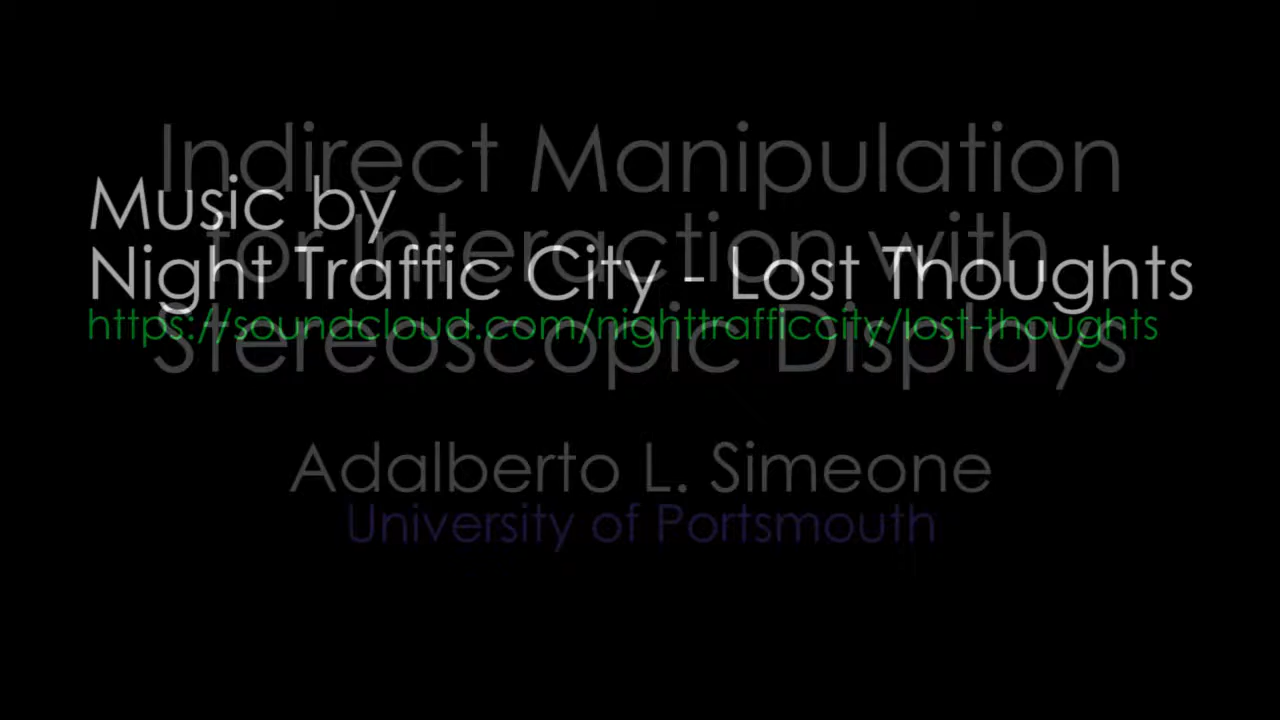 Indirect Manipulation
for Interaction with
Stereoscopic Displays
Adalberto L. Simeone
University of Portsmouth
Music by
Night Traffic City - Lost Thoughts
https://soundcloud.com/nighttrafficcity/lost-thoughts